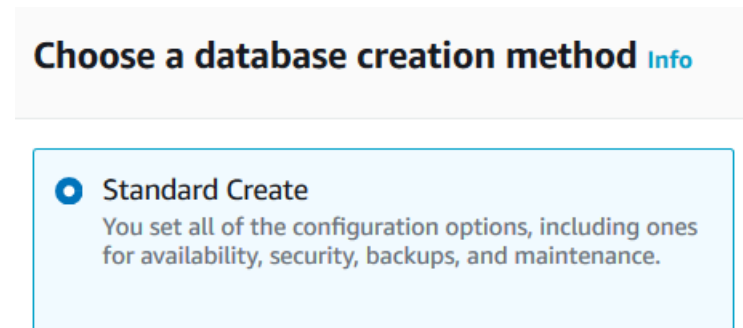 Choose a database creation method Info
Standard Create
You set all of the configuration options, including ones
for availability, security, backups, and maintenance.